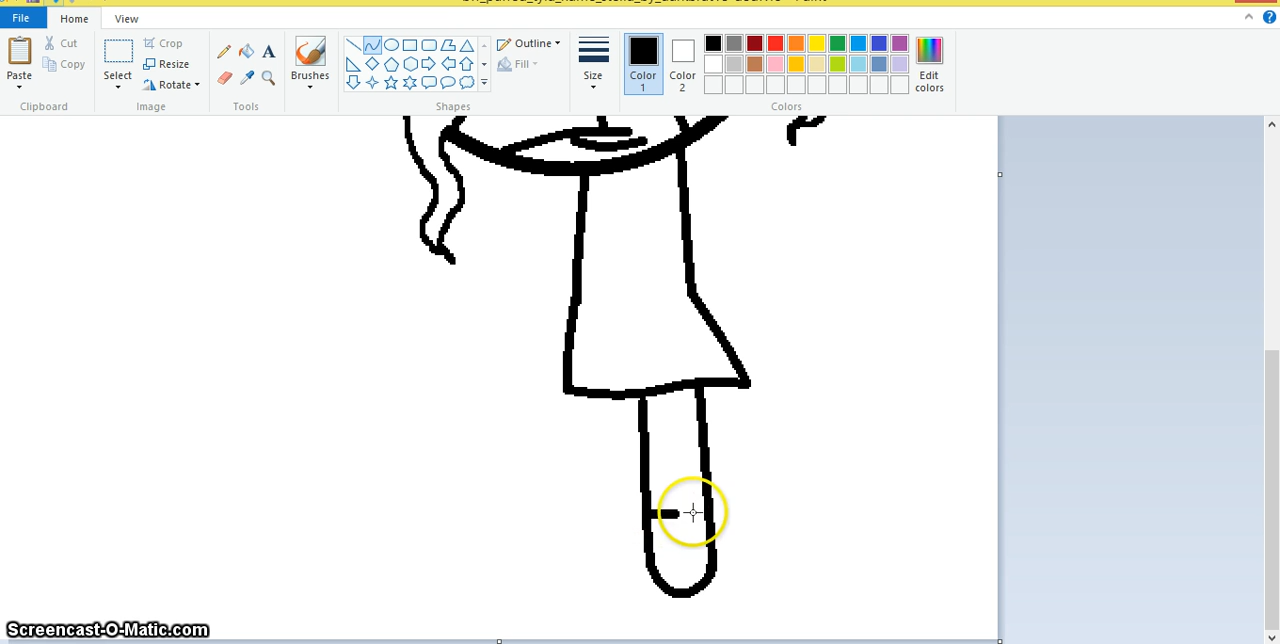 File
Home
View
Paste
Cut
Copy
Clipboard
Select
Crop
Resize
Rotate
Image
A
Tools
Brushes
Shapes
Outline
Fill
Size
Color
1
Color
2
Colors
Edit
colors
Screencast-O-Matic.com